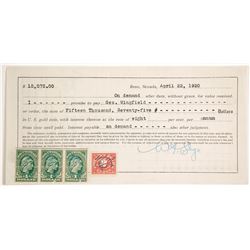 $ 15,075.00 Reno, Nevada, April 22, 1920
On demand after date, without grace, for value received
I - - - - - - promise to pay Geo. Wingfield - - - - - - - - - - - -
or order, the sum of Fifteen Thousand, Seventy-five # - - - - - - - Dollars
in U. S. gold coin, with interest thereon at the rate of eight per cent per annum
from date until paid. Interest payable on demand - - - - - - after judgment.